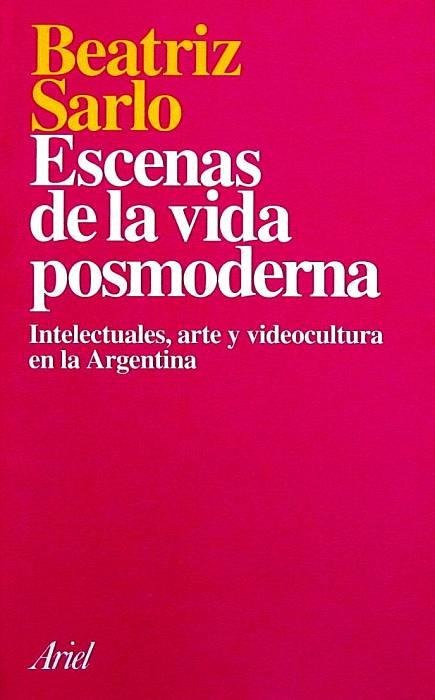 Beatriz
Sarlo
Escenas
de la vida
posmoderna
Intelectuales, arte y videocultura
en la Argentina
Ariel